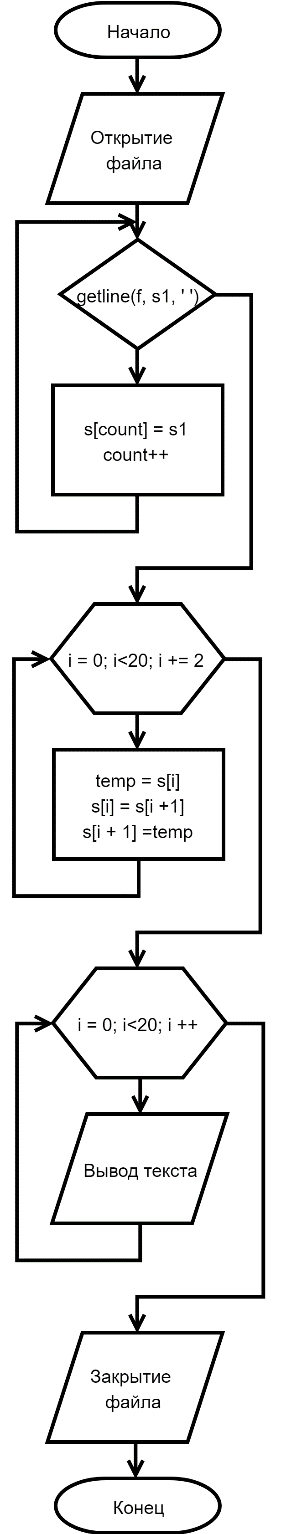 Начало
Открытие
файла
getline(f, s1, ' ')
s[count] = s1
count++
i = 0; i<20; i += 2
temp = s[i]
s[i] = s[i +1]
s[i + 1] =temp
i = 0; i<20; i ++
Вывод текста
Закрытие
файла
Конец